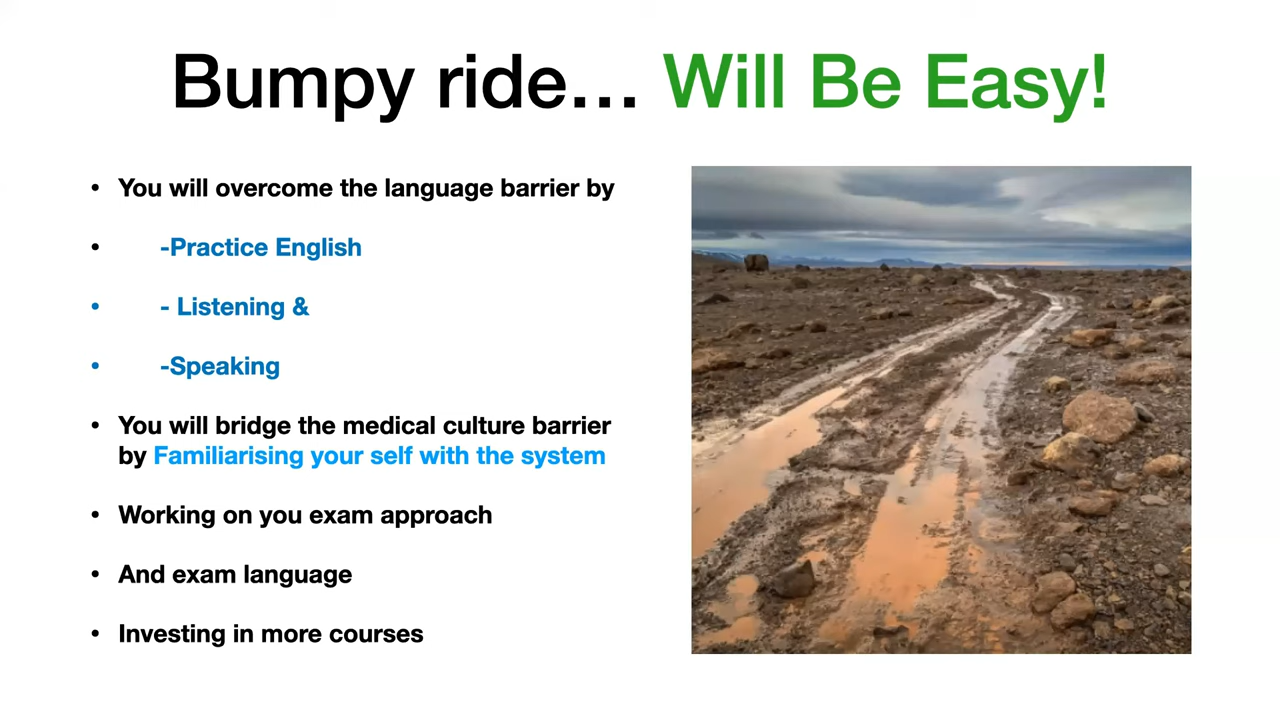 Bumpy ride... Will Be Easy!
• You will overcome the language barrier by
• -Practice English
• - Listening &
• -Speaking
• You will bridge the medical culture barrier
by Familiarising your self with the system
• Working on you exam approach
• And exam language
• Investing in more courses